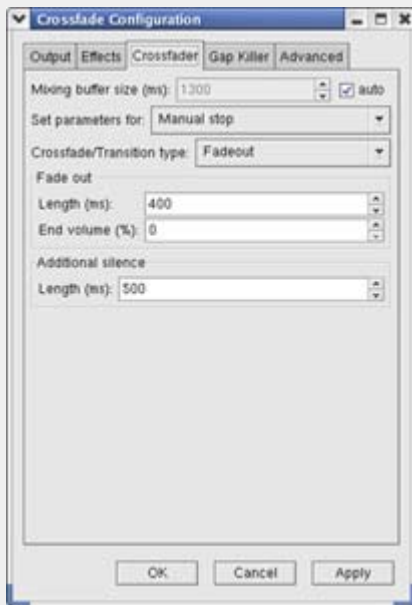 Crossfade Configuration
Output Effects Crossfader Gap Killer Advanced
Mixing buffer size (ms): 1300 auto
Set parameters for: Manual stop
Crossfade/Transition type: Fadeout
Fade out
Length (ms): 400
End volume (%): 0
Additional silence
Length (ms): 500
OK Cancel Apply